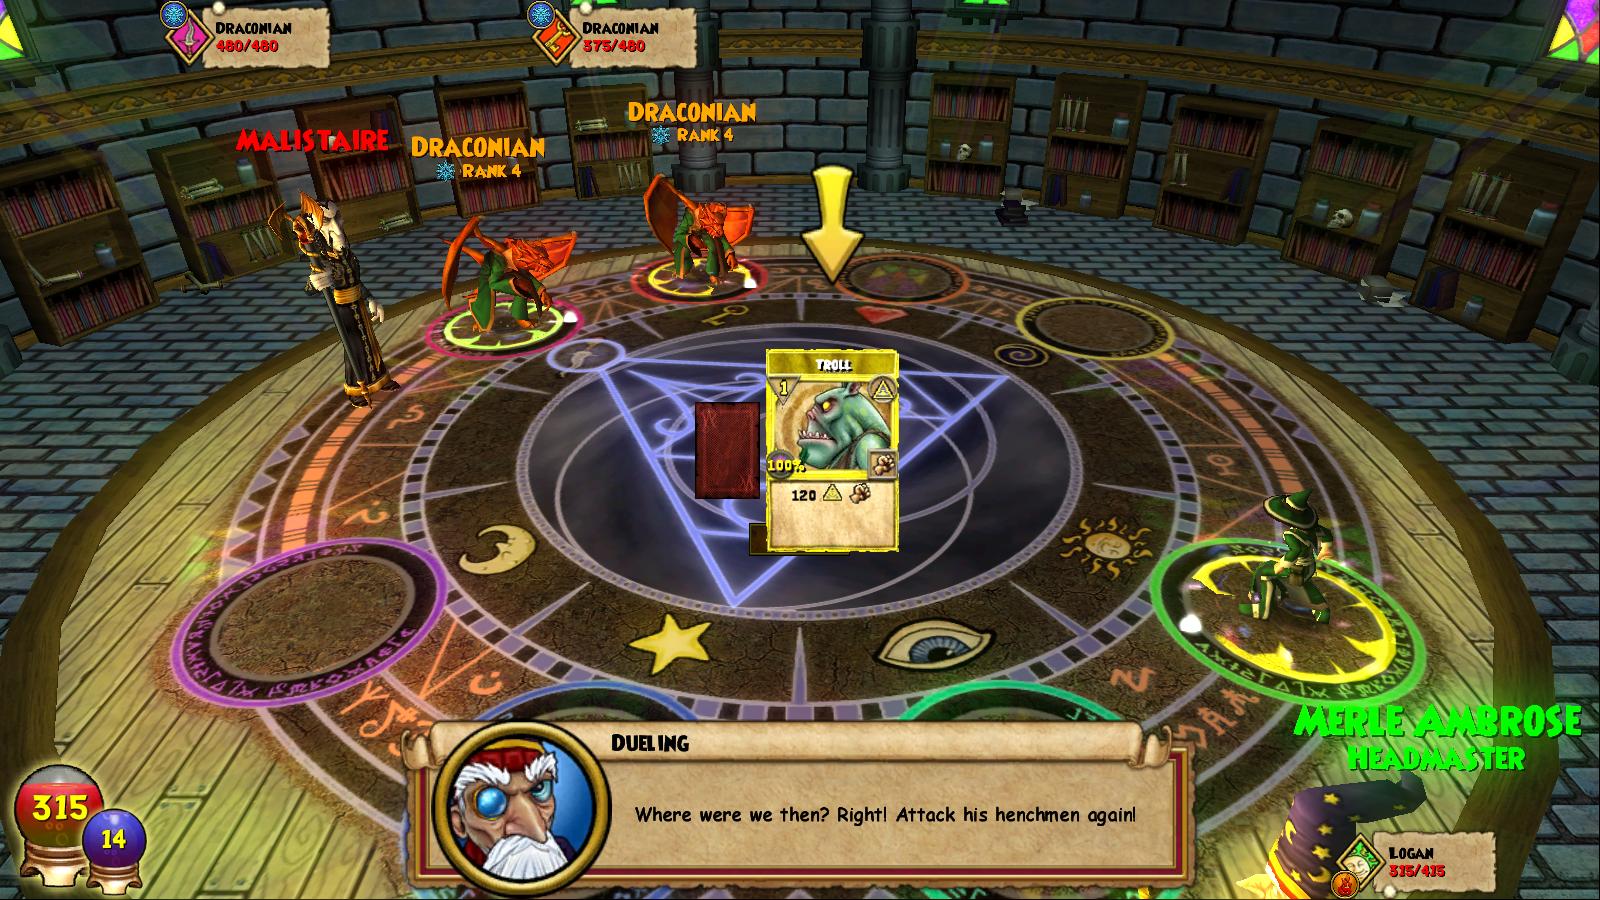 DRACONIAN
480/480
DRACONIAN
375/480
MALISTAIRE
DRACONIAN
RANK 4
DRACONIAN
RANK 4
TROLL
1
100%
120
DUELING
Where were we then? Right! Attack his henchmen again!
315
14
MERLE AMBROSE
HEADMASTER
LOGAN
315/415